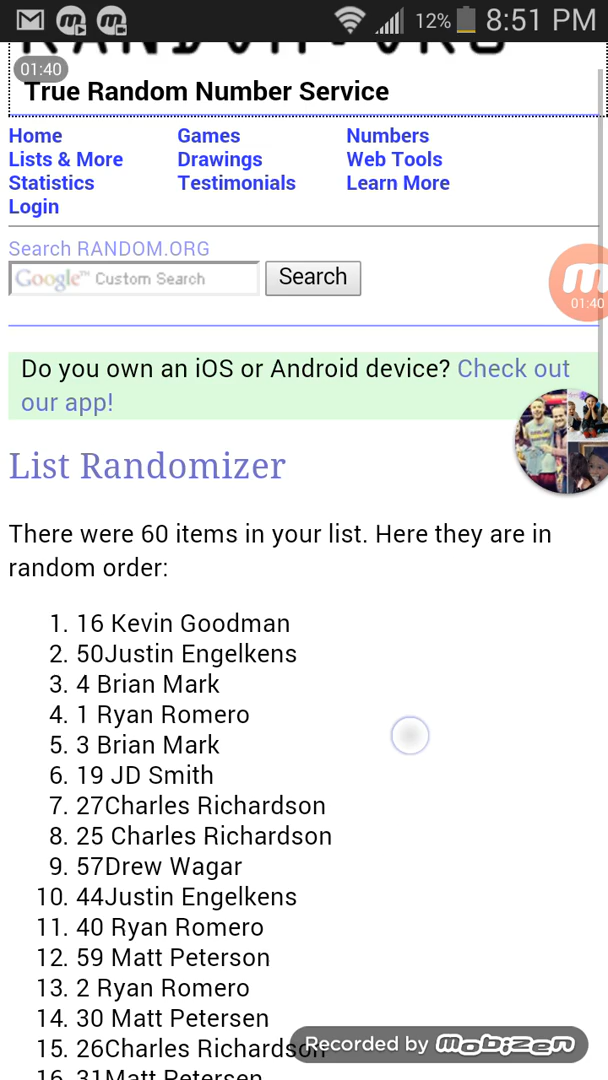 12% 8:51 PM
RANDOM.ORG
01:40
True Random Number Service
Home Games Numbers
Lists & More Drawings Web Tools
Statistics Testimonials Learn More
Login
Search RANDOM.ORG
Google™ Custom Search Search
01:40
Do you own an iOS or Android device? Check out
our app!
List Randomizer
There were 60 items in your list. Here they are in
random order:
1. 16 Kevin Goodman
2. 50Justin Engelkens
3. 4 Brian Mark
4. 1 Ryan Romero
5. 3 Brian Mark
6. 19 JD Smith
7. 27Charles Richardson
8. 25 Charles Richardson
9. 57Drew Wagar
10. 44Justin Engelkens
11. 40 Ryan Romero
12. 59 Matt Peterson
13. 2 Ryan Romero
14. 30 Matt Petersen
15. 26Charles Richardson
16. 31Matt Petersen
Recorded by mobizen